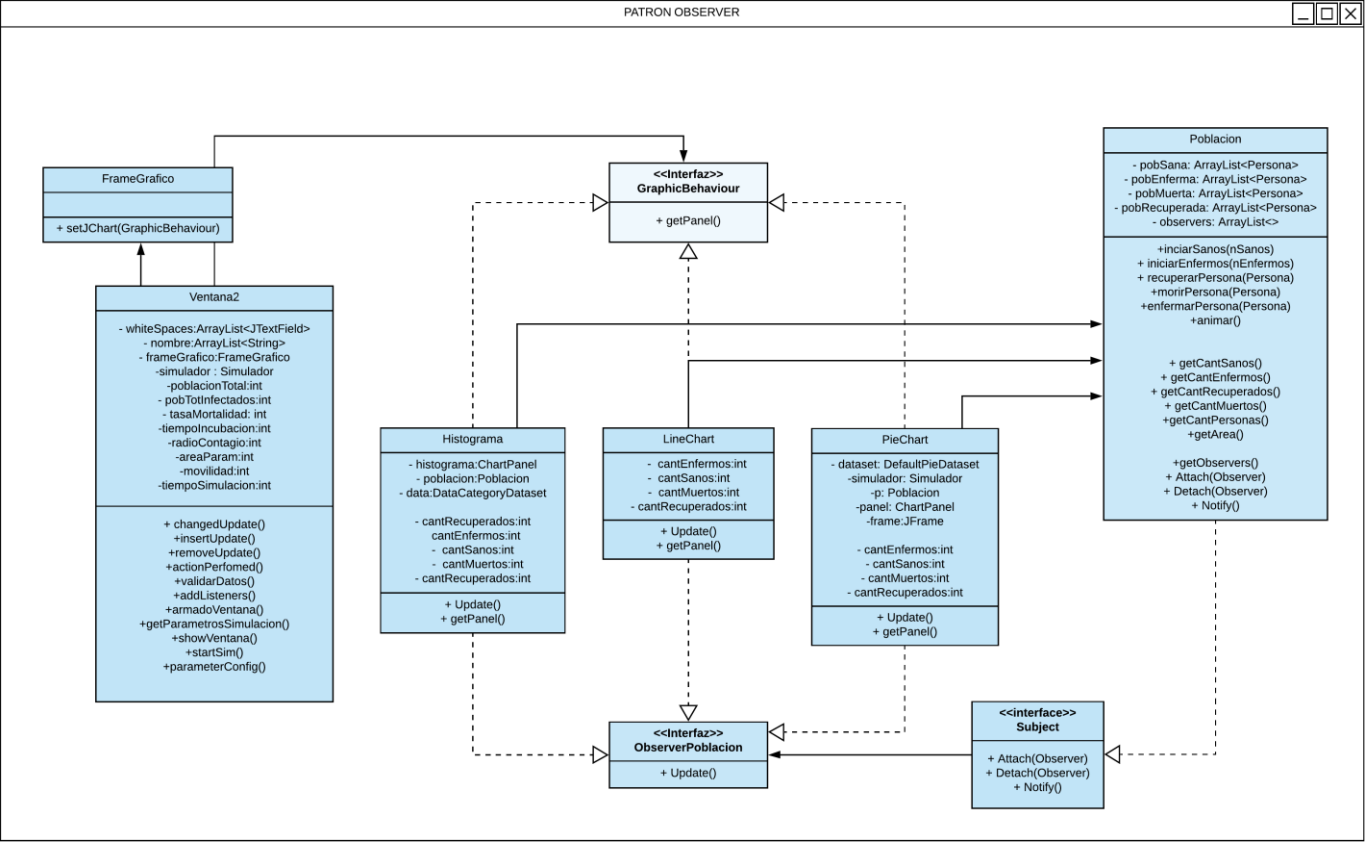 PATRON OBSERVER
FrameGrafico
+ setJChart(GraphicBehaviour)
Ventana2
- whiteSpaces:ArrayList<JTextField>
- nombre:ArrayList<String>
- frameGrafico:FrameGrafico
-simulador : Simulador
-poblacionTotal:int
- pobTotInfectados:int
- tasaMortalidad: int
-tiempoIncubacion:int
-radioContagio:int
-areaParam:int
-movilidad:int
-tiempoSimulacion:int
+ changedUpdate()
+insertUpdate()
+removeUpdate()
+actionPerfomed()
+validarDatos()
+addListeners()
+armadoVentana()
+getParametrosSimulacion()
+showVentana()
+startSim()
+parameterConfig()
<<Interfaz>>
GraphicBehaviour
+ getPanel()
Histograma
- histograma:ChartPanel
- poblacion:Poblacion
- data:DataCategoryDataset
- cantRecuperados:int
cantEnfermos:int
- cantSanos:int
- cantMuertos:int
- cantRecuperados:int
+ Update()
+ getPanel()
LineChart
- cantEnfermos:int
- cantSanos:int
- cantMuertos:int
- cantRecuperados:int
+ Update()
+ getPanel()
PieChart
- dataset: DefaultPieDataset
-simulador: Simulador
-p: Poblacion
-panel: ChartPanel
-frame:JFrame
- cantEnfermos:int
- cantSanos:int
- cantMuertos:int
- cantRecuperados:int
+ Update()
+ getPanel()
Poblacion
- pobSana: ArrayList<Persona>
- pobEnferma: ArrayList<Persona>
- pobMuerta: ArrayList<Persona>
- pobRecuperada: ArrayList<Persona>
- observers: ArrayList<>
+inciarSanos(nSanos)
+ iniciarEnfermos(nEnfermos)
+ recuperarPersona(Persona)
+morirPersona(Persona)
+enfermarPersona(Persona)
+animar()
+ getCantSanos()
+ getCantEnfermos()
+ getCantRecuperados()
+ getCantMuertos()
+getCantPersonas()
+getArea()
+getObservers()
+ Attach(Observer)
+ Detach(Observer)
+ Notify()
<<Interfaz>>
ObserverPoblacion
+ Update()
<<interface>>
Subject
+ Attach(Observer)
+ Detach(Observer)
+ Notify()